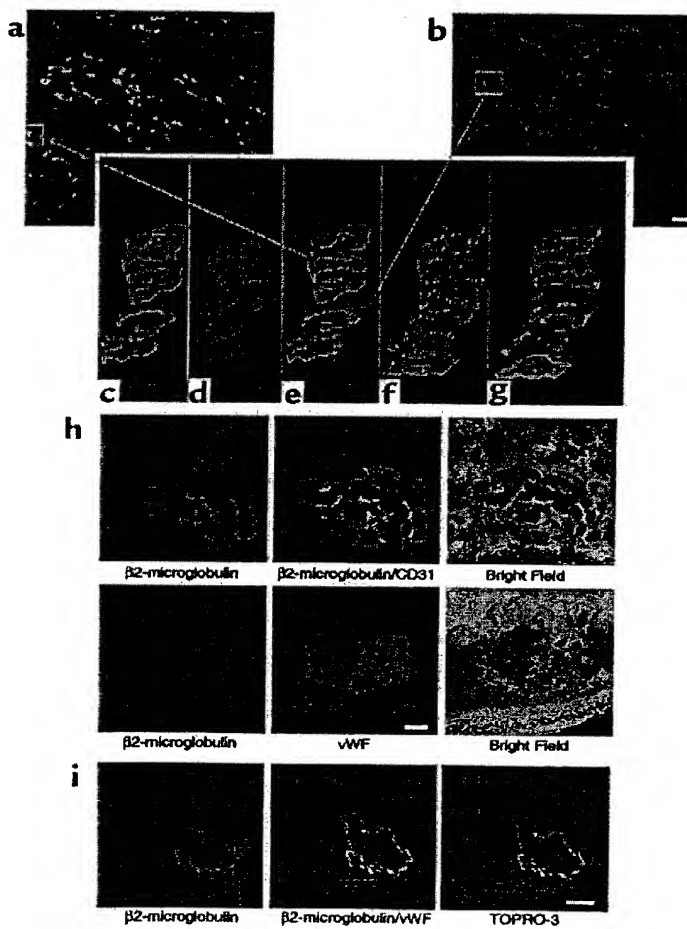 a
b
c d e f g
h
β2-microglobulin β2-microglobulin/CD31 Bright Field
β2-microglobulin vWF Bright Field
i
β2-microglobulin β2-microglobulin/vWF TOPRO-3